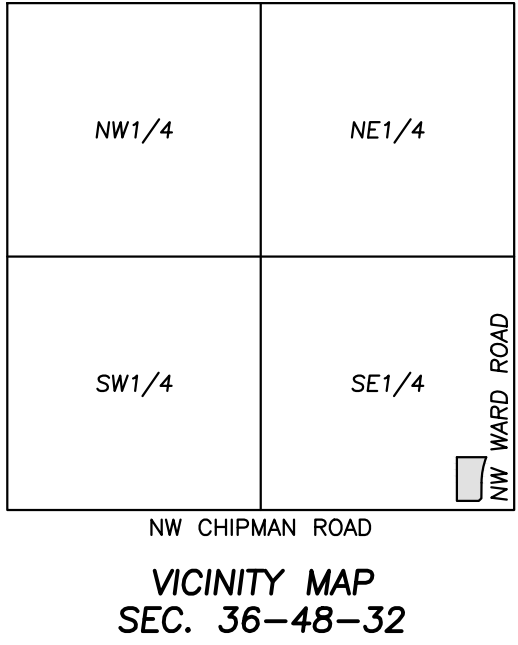 NW1/4
NE1/4
SW1/4
SE1/4
NW WARD ROAD
NW CHIPMAN ROAD
VICINITY MAP
SEC. 36-48-32